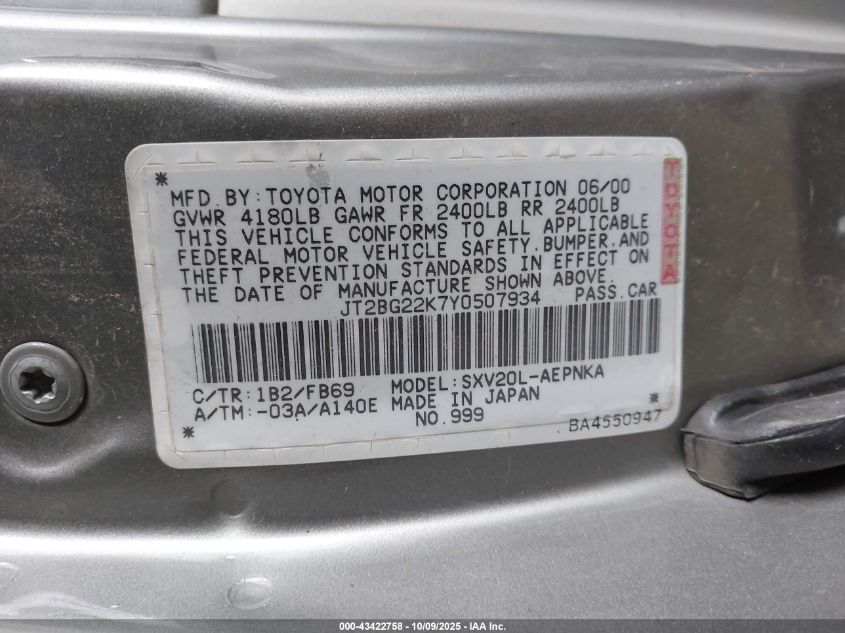 MFD.BY:TOYOTA MOTOR CORPORATION 06/00
GVWR 4180LB GAWR FR 2400LB RR 2400LB
THIS VEHICLE CONFORMS TO ALL APPLICABLE
FEDERAL MOTOR VEHICLE SAFETY.BUMPER.AND
THEFT PREVENTION STANDARDS IN EFFECT ON
THE DATE OF MANUFACTURE SHOWN ABOVE.
JT2BG22K7Y0507934 PASS.CAR
TOYOTA
C/TR:1B2/FB69 MODEL:SXV20L-AEPNKA
A/TM:-03A/A140E MADE IN JAPAN
NO.999
BA4550947
000-43422758 - 10/09/2025 - IAA Inc.